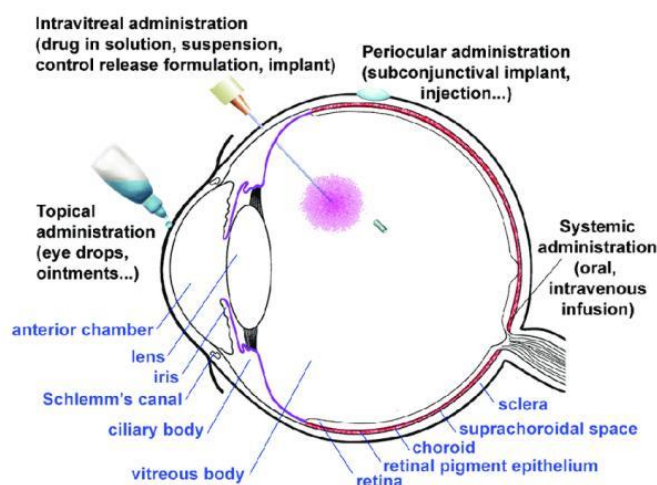 Intravitreal administration
(drug in solution, suspension,
control release formulation, implant)
Periocular administration
(subconjunctival implant,
injection...)
Topical
administration
(eye drops,
ointments...)
Systemic
administration
(oral,
intravenous
infusion)
anterior chamber
lens
iris
Schlemm's canal
ciliary body
vitreous body
sclera
suprachoroidal space
choroid
retinal pigment epithelium
retina